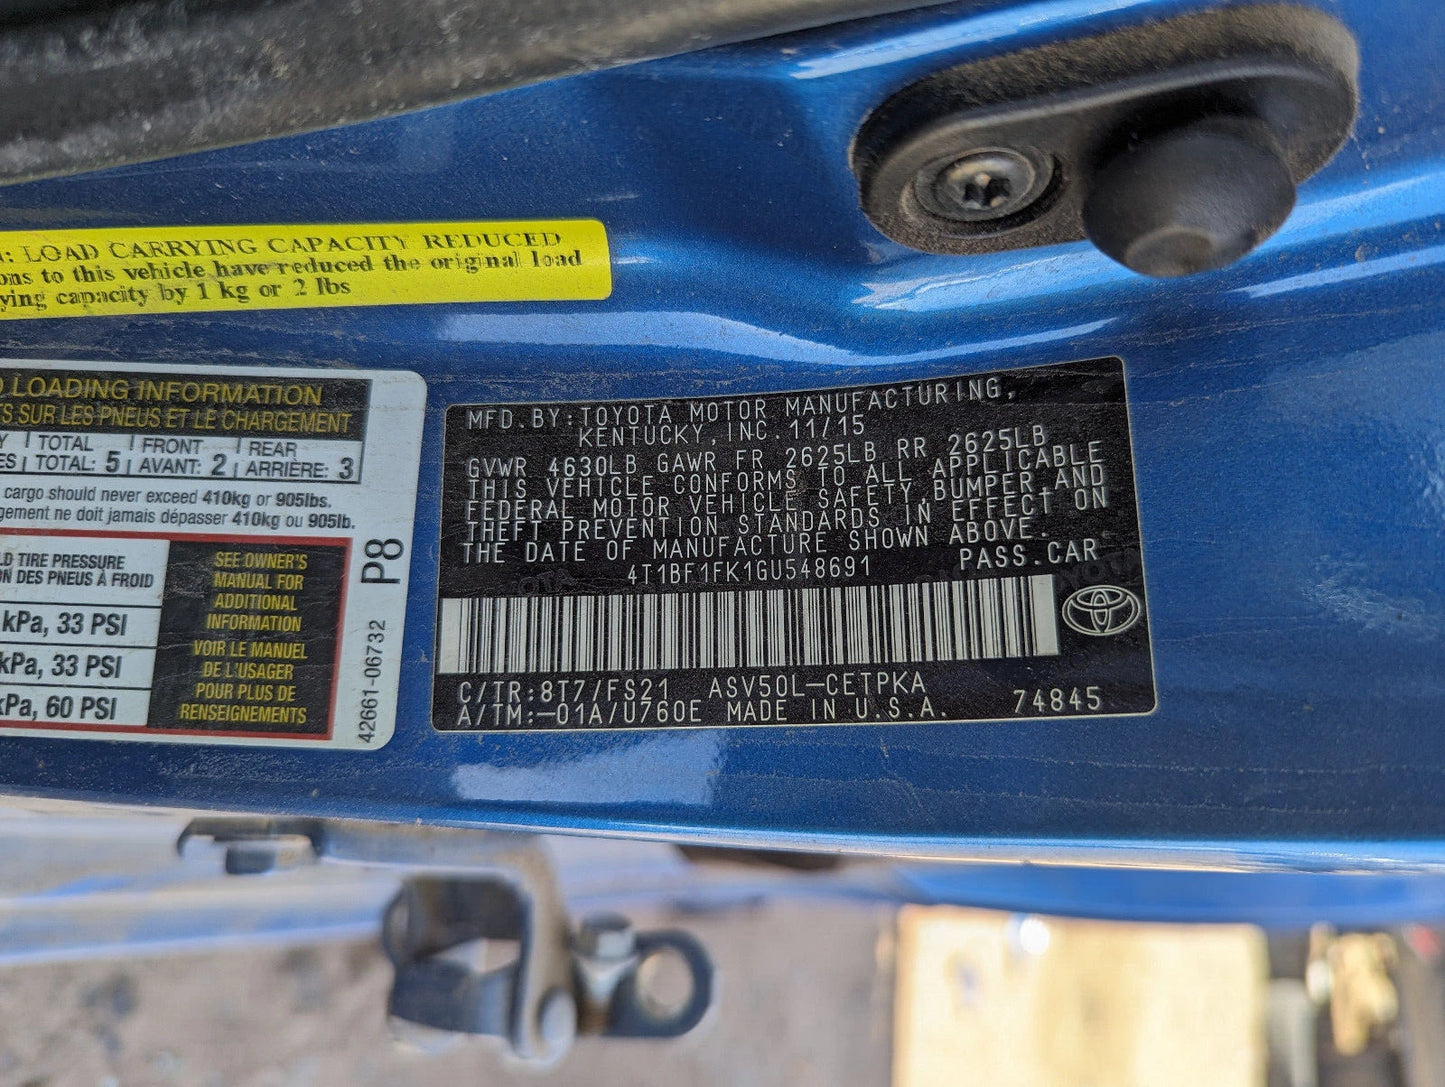 N: LOAD CARRYING CAPACITY REDUCED
ons to this vehicle have reduced the original load
ying capacity by 1 kg or 2 lbs
D LOADING INFORMATION
TS SUR LES PNEUS ET LE CHARGEMENT
Y TOTAL FRONT REAR
ES TOTAL: 5 AVANT: 2 ARRIÈRE: 3
cargo should never exceed 410kg or 905lbs.
gement ne doit jamais dépasser 410kg ou 905lb.
LD TIRE PRESSURE
ON DES PNEUS À FROID
kPa, 33 PSI
kPa, 33 PSI
kPa, 60 PSI
SEE OWNER'S
MANUAL FOR
ADDITIONAL
INFORMATION
VOIR LE MANUEL
DE L'USAGER
POUR PLUS DE
RENSEIGNEMENTS
P8
42661-06732
MFD. BY: TOYOTA MOTOR MANUFACTURING,
KENTUCKY, INC. 11/15
GVWR 4630LB GAWR FR 2625LB RR 2625LB
THIS VEHICLE CONFORMS TO ALL APPLICABLE
FEDERAL MOTOR VEHICLE SAFETY, BUMPER AND
THEFT PREVENTION STANDARDS IN EFFECT ON
THE DATE OF MANUFACTURE SHOWN ABOVE.
4T1BF1FK1GU548691 PASS. CAR
C/TR: 8T7/FS21 ASV50L-CETPKA 74845
A/TM:-01A/U760E MADE IN U.S.A.